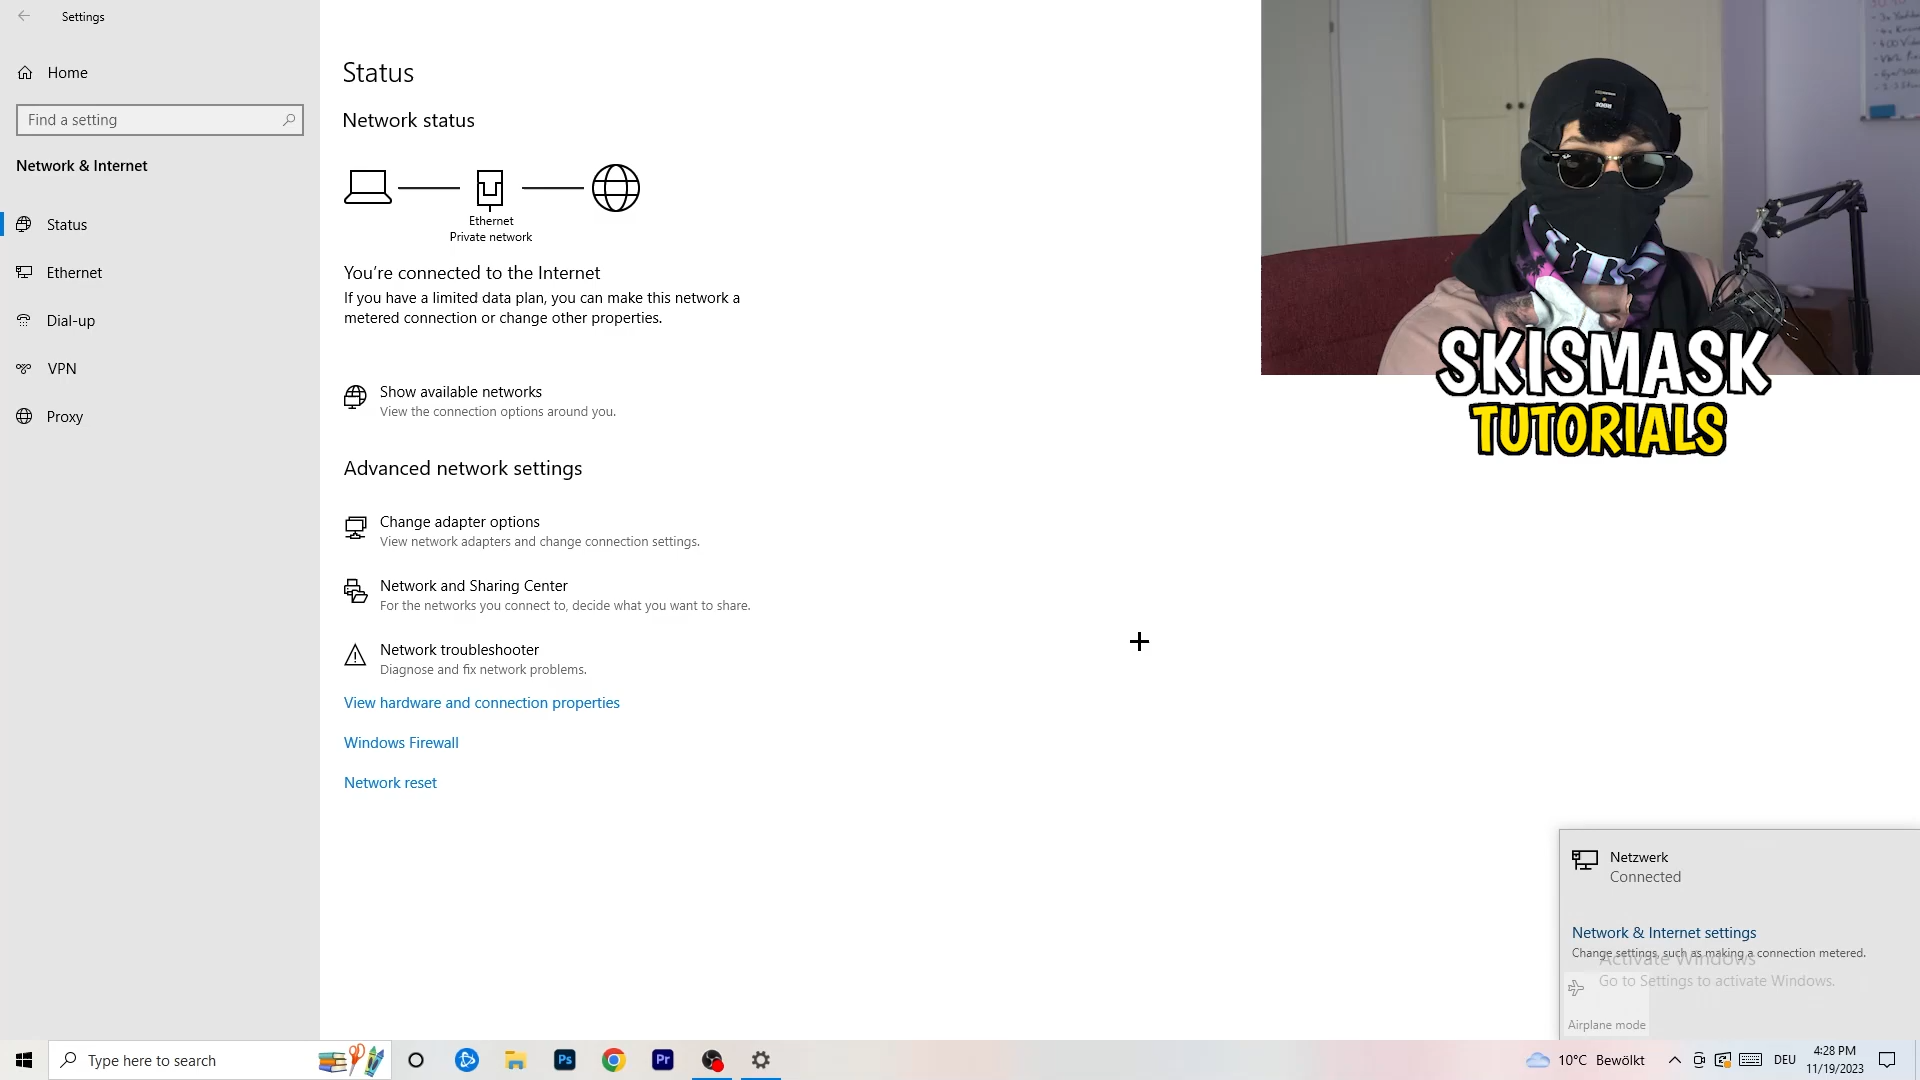 Settings
Home
Find a setting
Network & Internet
Status
Ethernet
Dial-up
VPN
Proxy
Status
Network status
Ethernet
Private network
You're connected to the Internet
If you have a limited data plan, you can make this network a
metered connection or change other properties.
Show available networks
View the connection options around you.
Advanced network settings
Change adapter options
View network adapters and change connection settings.
Network and Sharing Center
For the networks you connect to, decide what you want to share.
Network troubleshooter
Diagnose and fix network problems.
View hardware and connection properties
Windows Firewall
Network reset
SKISMASK
TUTORIALS
Netzwerk
Connected
Network & Internet settings
Change settings, such as making a connection metered.
Activate Windows
Go to Settings to activate Windows.
Airplane mode
Type here to search
Ps
Pr
10°C Bewölkt
DEU
4:28 PM
11/19/2023